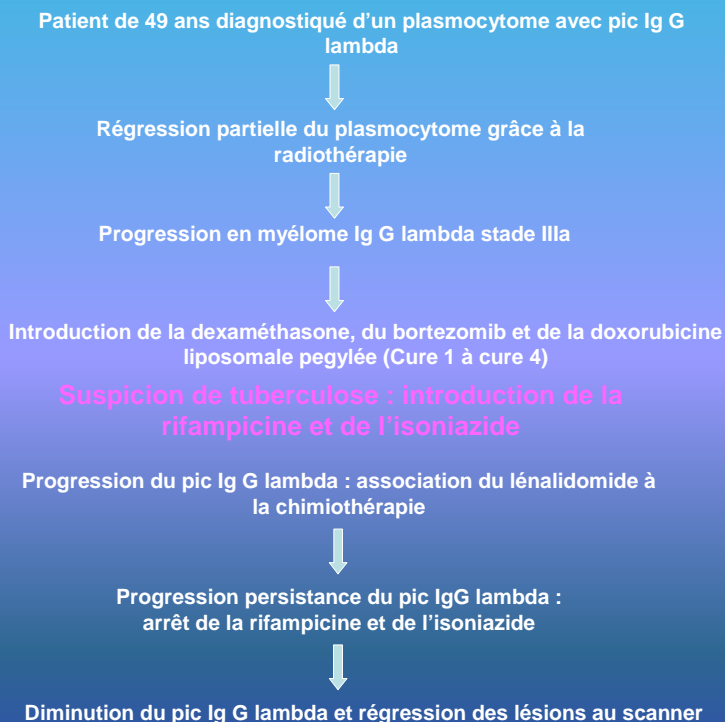 Patient de 49 ans diagnostiqué d'un plasmocytome avec pic Ig G
lambda
Régression partielle du plasmocytome grâce à la
radiothérapie
Progression en myélome Ig G lambda stade IIIa
Introduction de la dexaméthasone, du bortezomib et de la doxorubicine
liposomale pegylée (Cure 1 à cure 4)
Suspicion de tuberculose : introduction de la
rifampicine et de l'isoniazide
Progression du pic Ig G lambda : association du lénalidomide à
la chimiothérapie
Progression persistance du pic IgG lambda :
arrêt de la rifampicine et de l'isoniazide
Diminution du pic Ig G lambda et régression des lésions au scanner